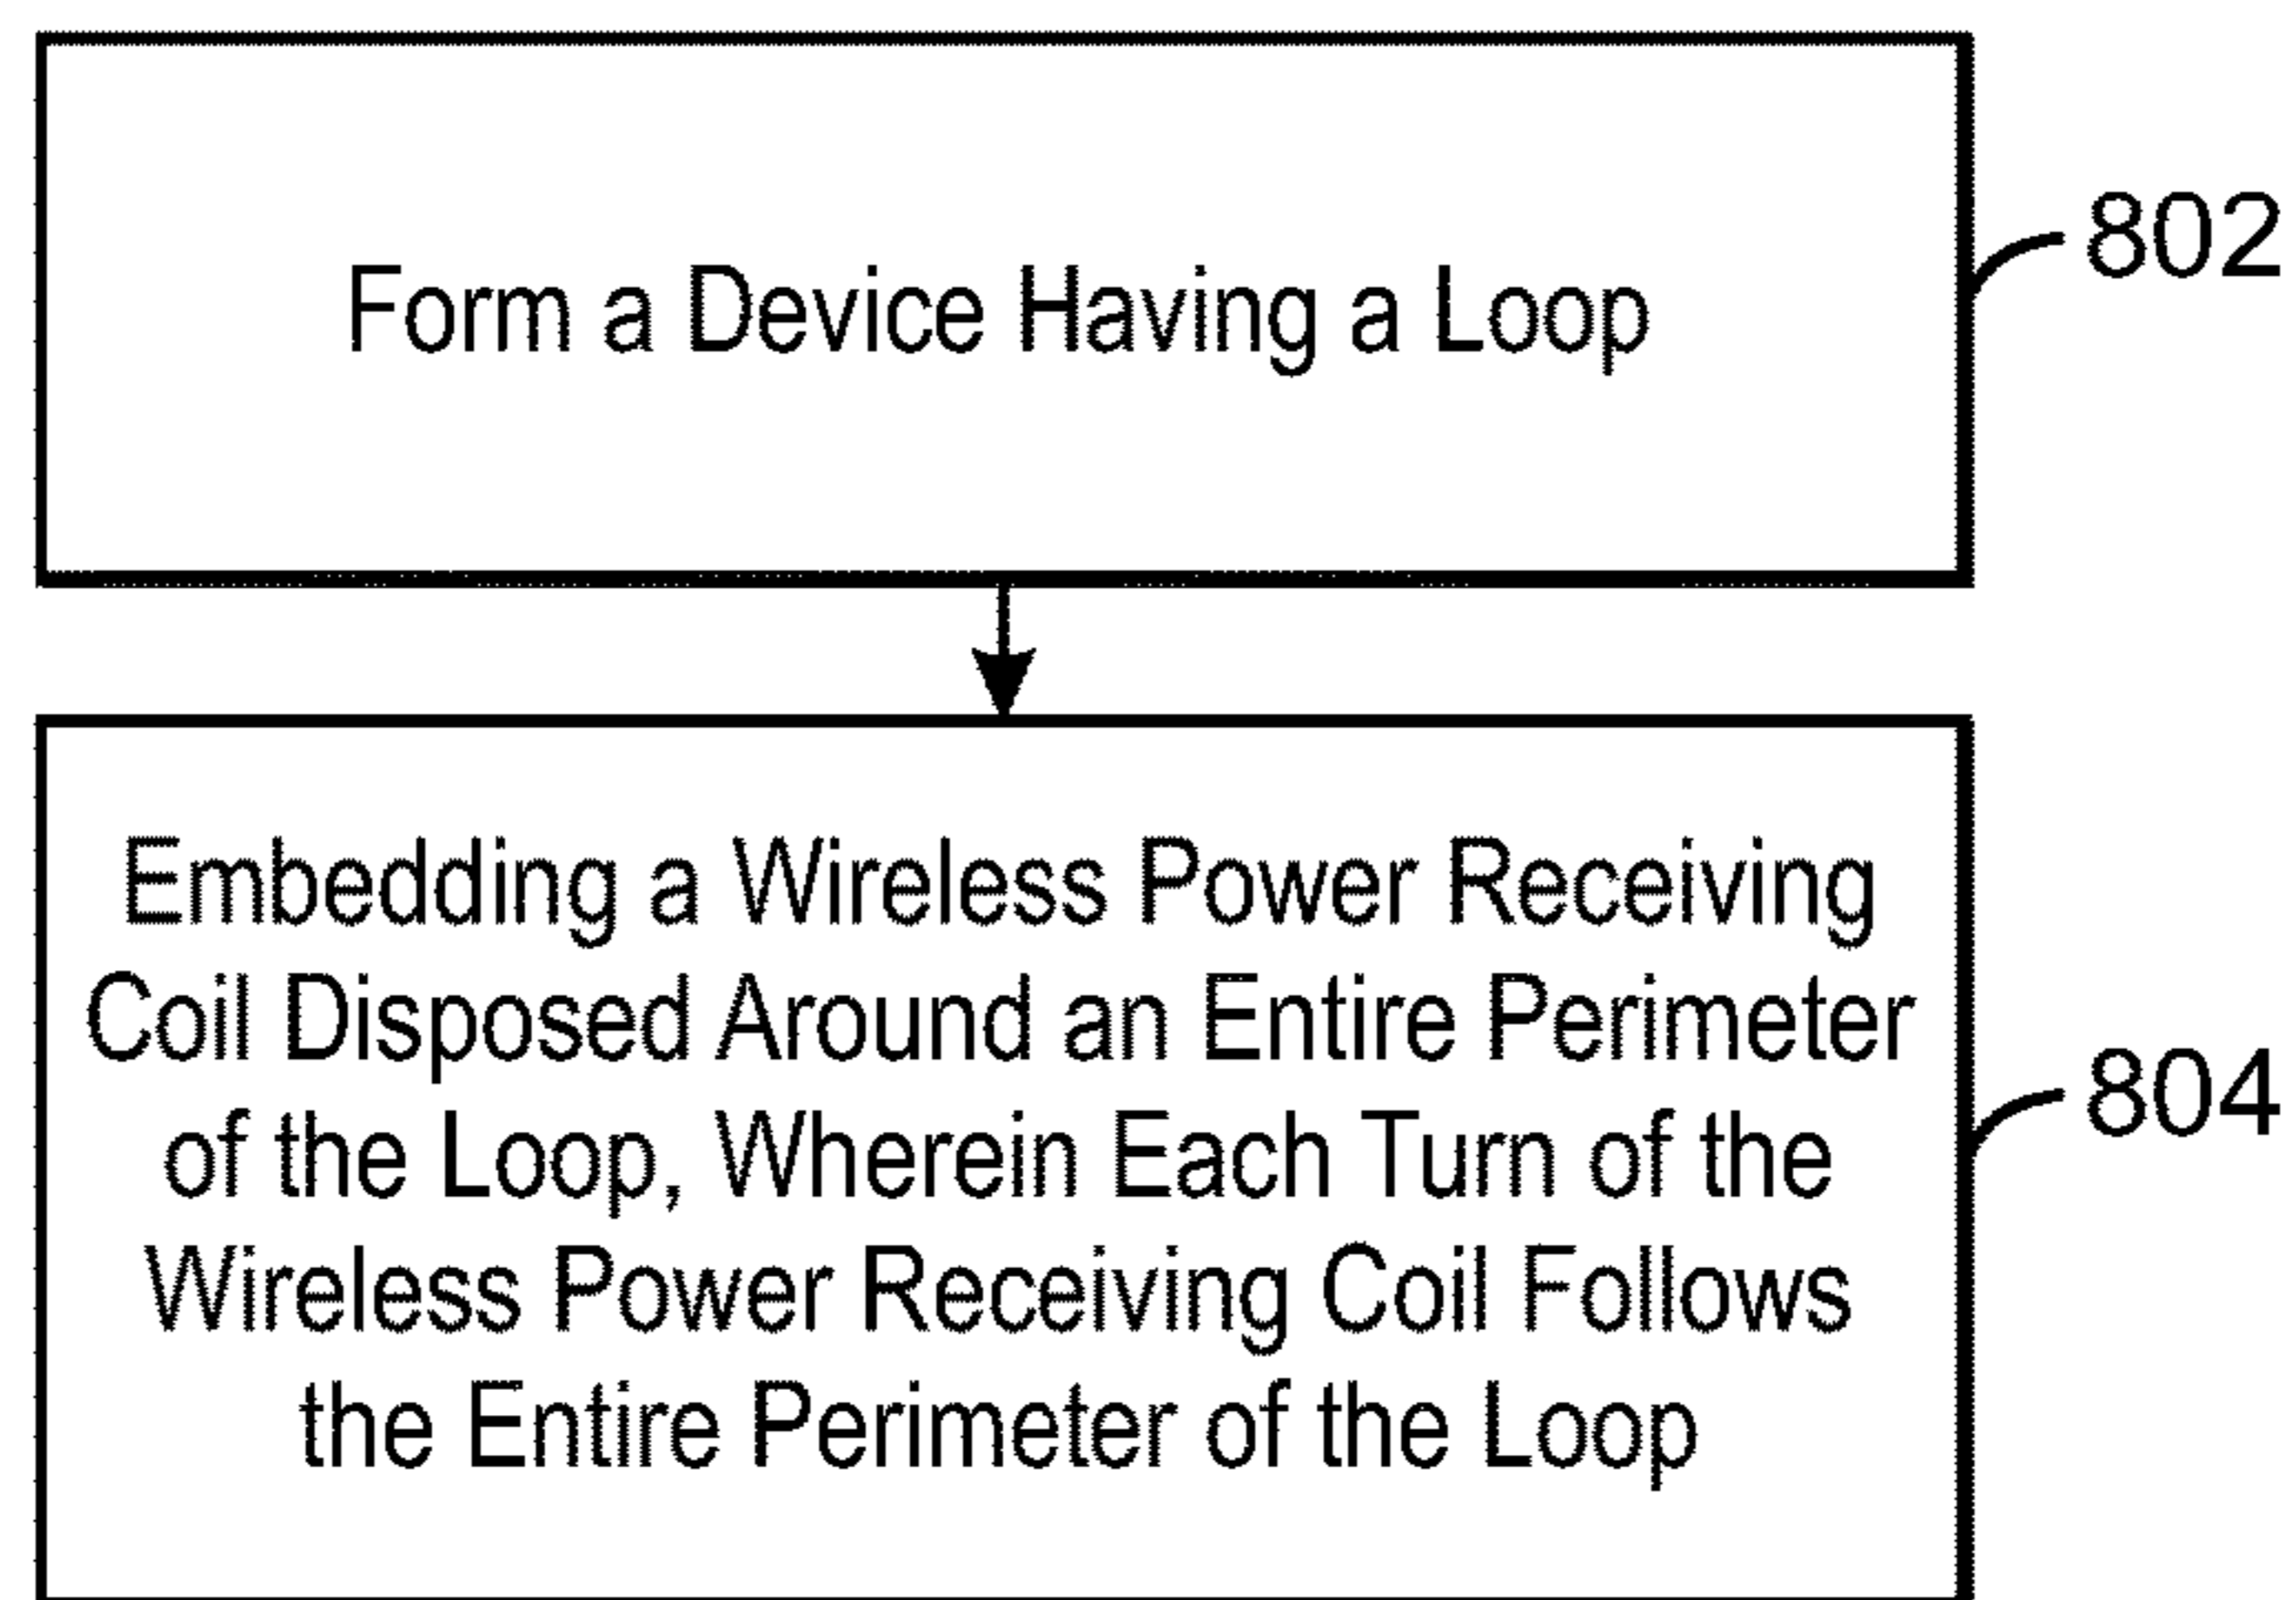 Form a Device Having a Loop
802
Embedding a Wireless Power Receiving
Coil Disposed Around an Entire Perimeter
of the Loop, Wherein Each Turn of the
Wireless Power Receiving Coil Follows
the Entire Perimeter of the Loop
804